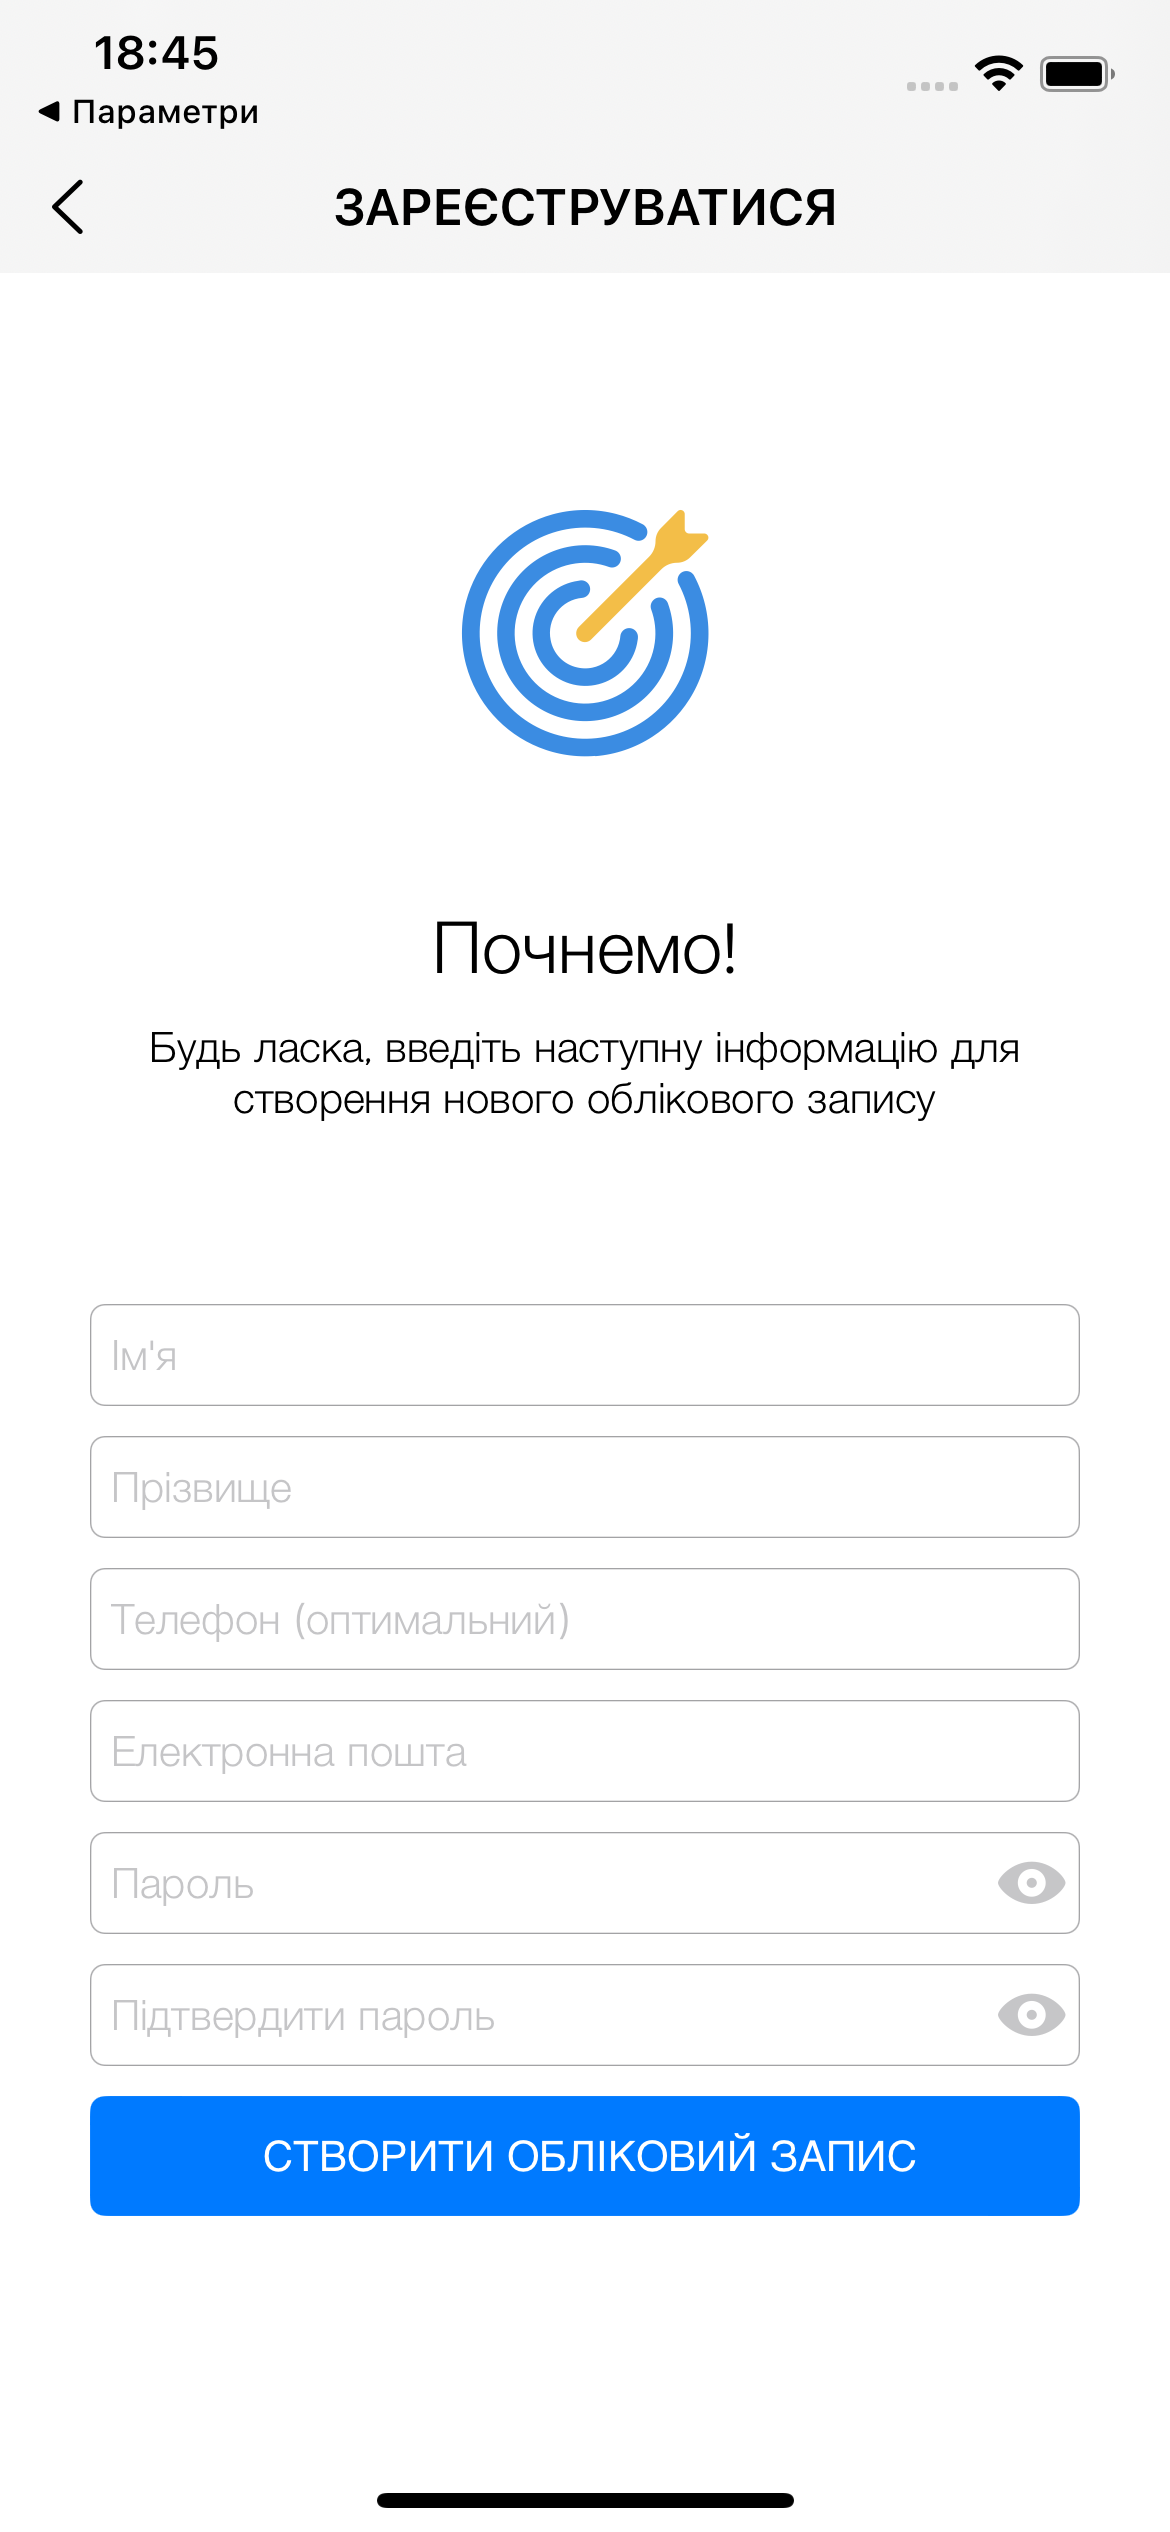 18:45
◀ Параметри
ЗАРЕЄСТРУВАТИСЯ
Почнемо!
Будь ласка, введіть наступну інформацію для
створення нового облікового запису
Ім'я
Прізвище
Телефон (оптимальний)
Електронна пошта
Пароль
Підтвердити пароль
СТВОРИТИ ОБЛІКОВИЙ ЗАПИС